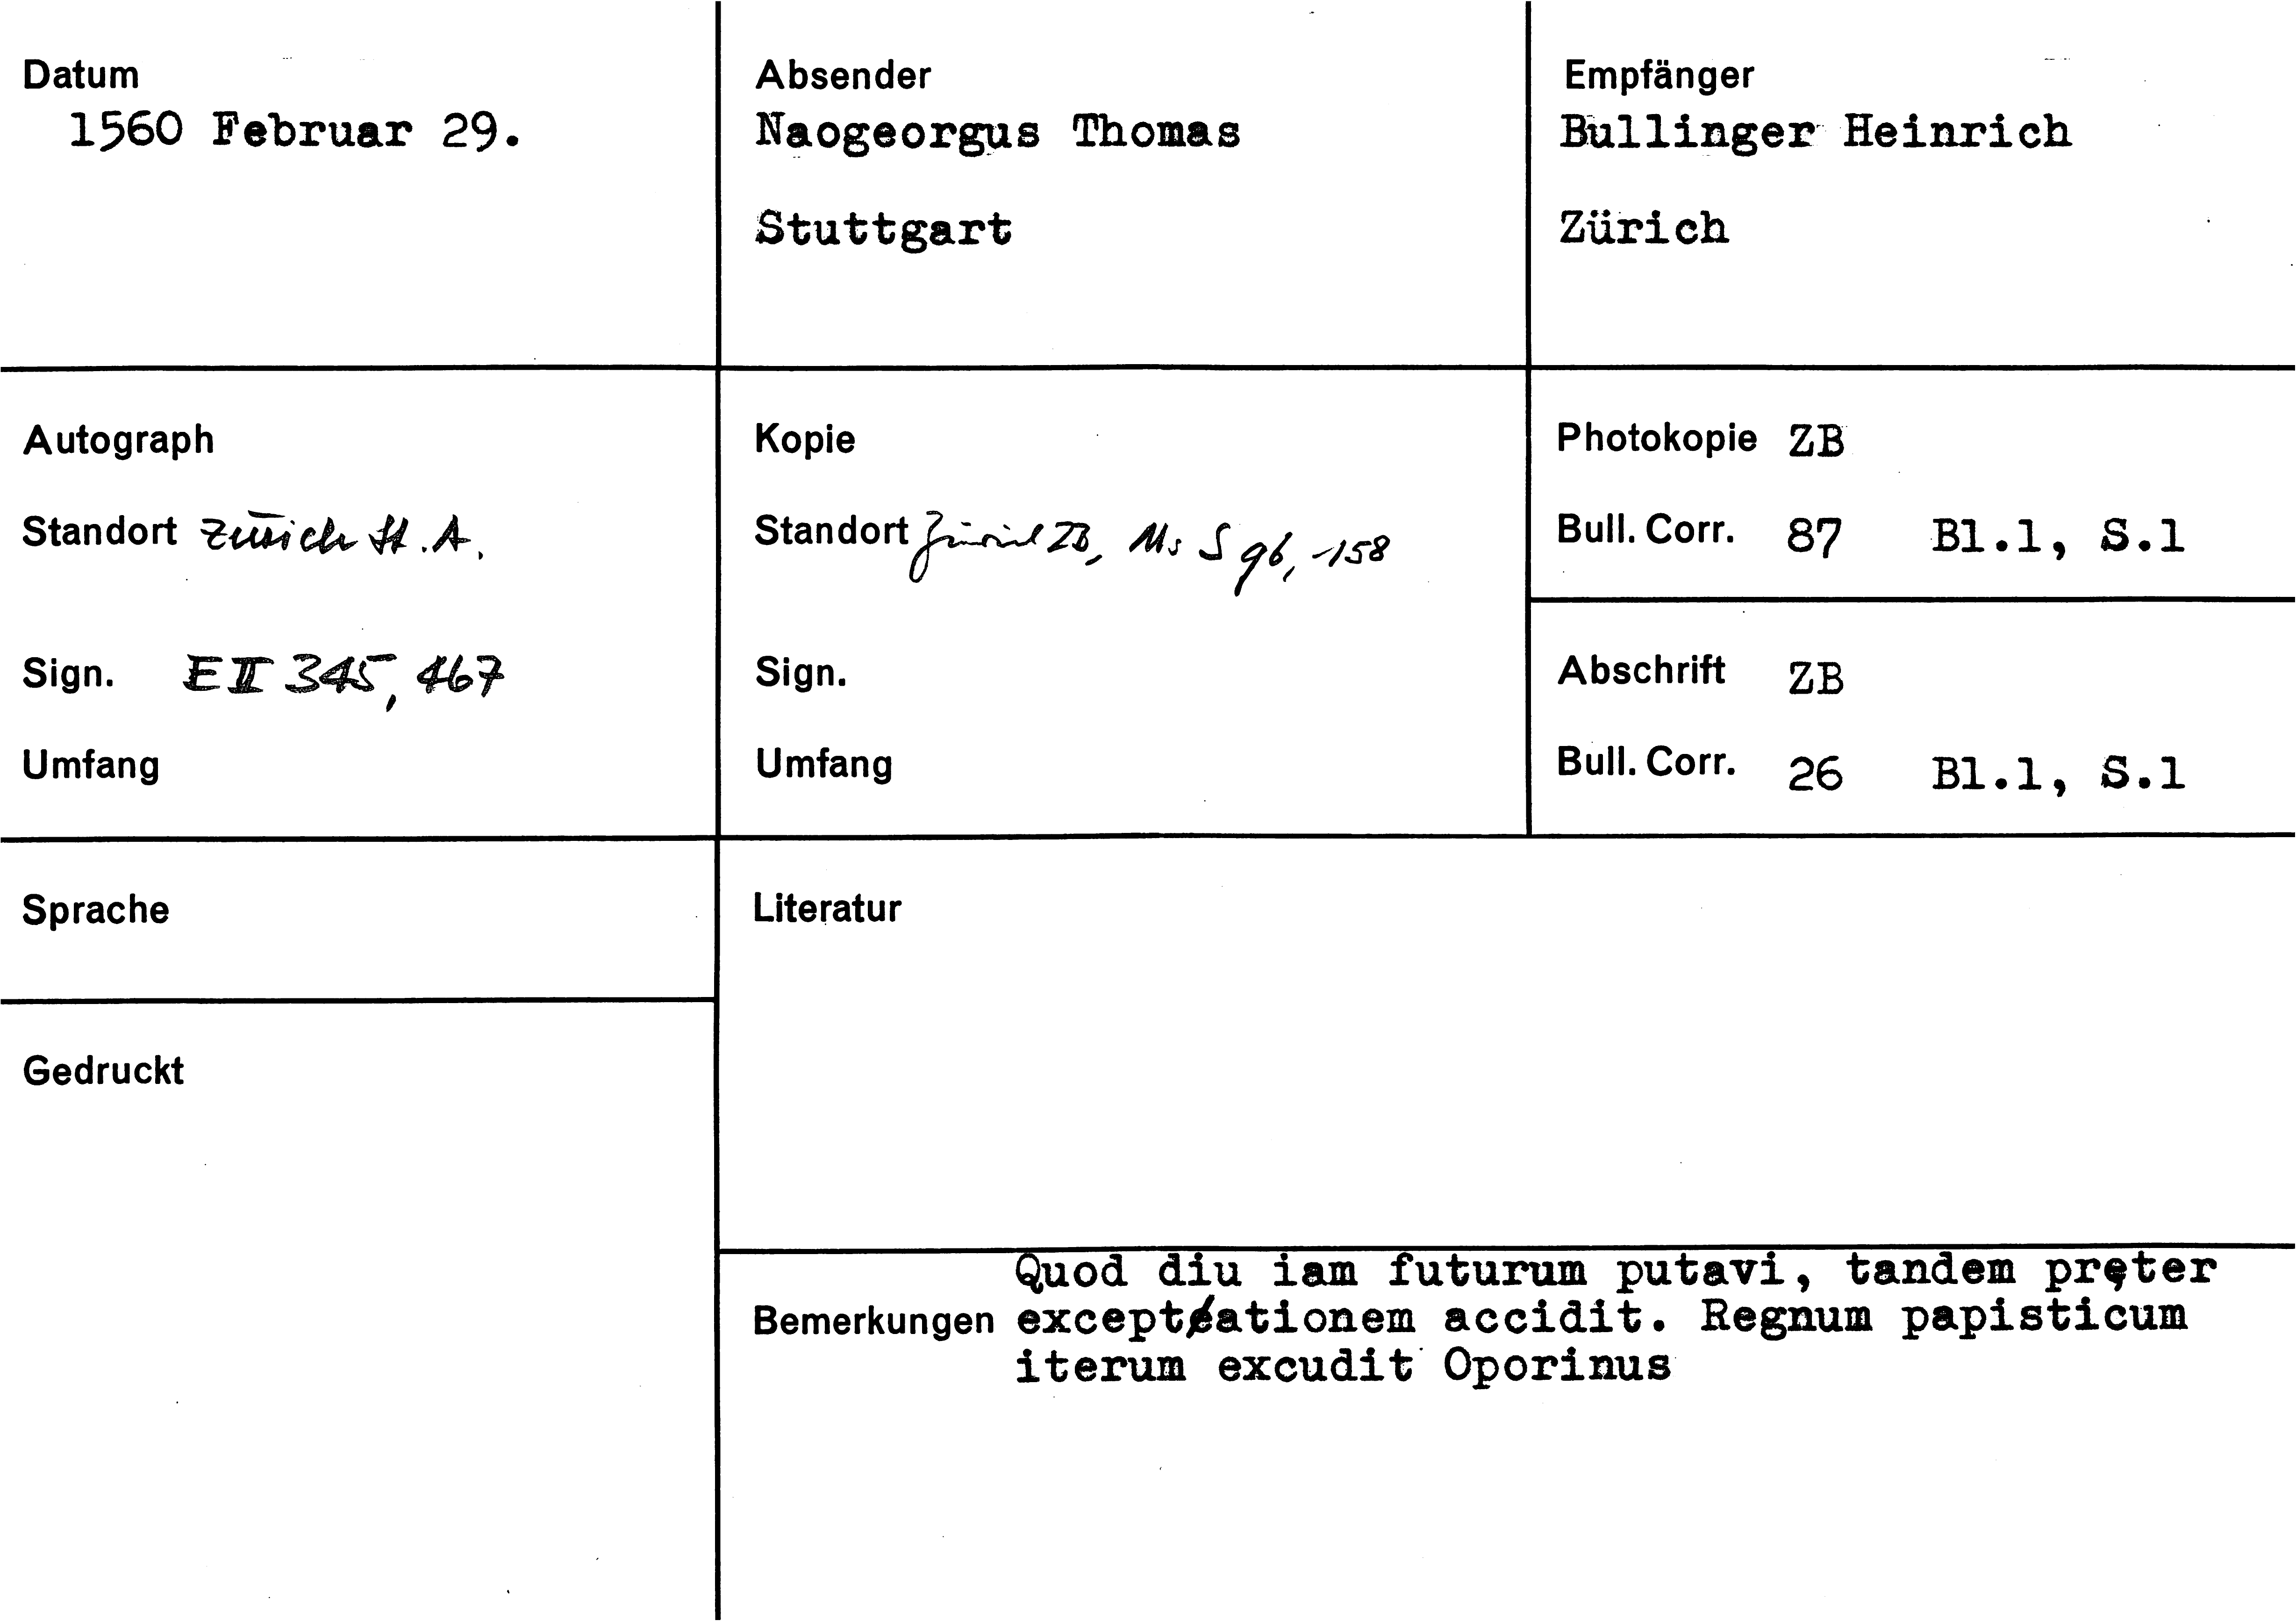 Datum
1560 Februar 29.
Absender
Naogeorgus Thomas
Stuttgart
Empfänger
Bullinger Heinrich
Zürich
Autograph
Standort Zürich St.A.
Sign. E II 345, 467
Umfang
Kopie
Standort Zürich ZB, Ms S 96, 158
Sign.
Umfang
Photokopie ZB
Bull. Corr. 87 Bl.1, S.1
Abschrift ZB
Bull. Corr. 26 Bl.1, S.1
Sprache
Literatur
Gedruckt
Bemerkungen
Quod diu iam futurum putavi, tandem pręter
exceptationem accidit. Regnum papisticum
iterum excudit Oporinus